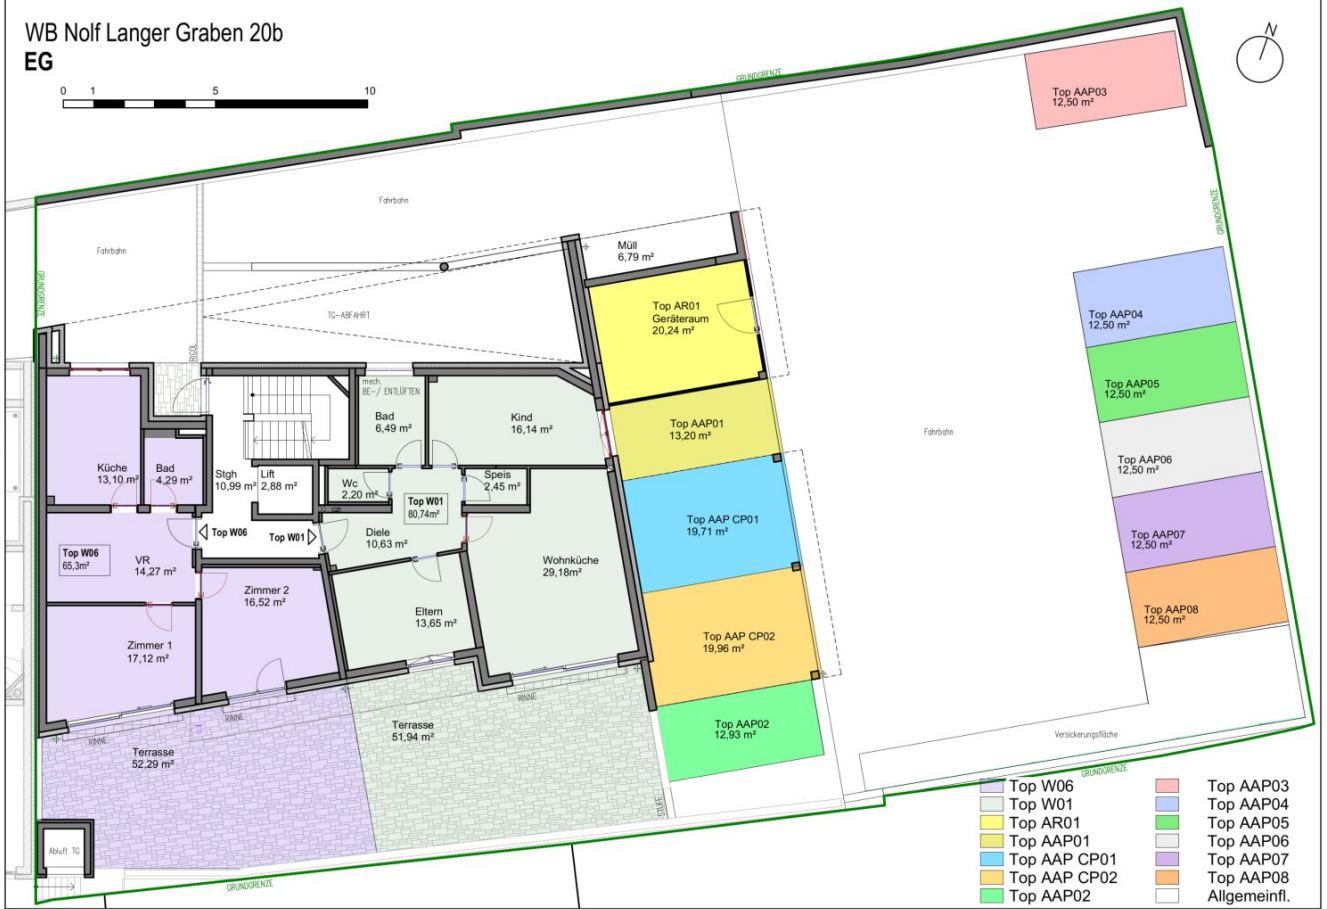 WB Nolf Langer Graben 20b
EG
0 1 5 10
N
GRUNDGRENZE
Top AAP03
12,50 m²
Fahrbahn
Fahrbahn
GRUNDGRENZE
GRUNDGRENZE
Müll
6,79 m²
Top AR01
Geräteraum
20,24 m²
TG-ABFAHRT
RIGOL
Top AAP04
12,50 m²
Top AAP05
12,50 m²
Top AAP06
12,50 m²
Top AAP07
12,50 m²
Top AAP08
12,50 m²
Fahrbahn
mech.
BE-/ ENTLÜFTEN
Bad
6,49 m²
Kind
16,14 m²
Top AAP01
13,20 m²
Küche
13,10 m²
Bad
4,29 m²
Stgh
10,99 m²
Lift
2,88 m²
Wc
2,20 m²
Speis
2,45 m²
Top W01
80,74m²
Top AAP CP01
19,71 m²
Top W06
Top W01
Diele
10,63 m²
Top W06
65,3m²
VR
14,27 m²
Wohnküche
29,18m²
Zimmer 2
16,52 m²
Eltern
13,65 m²
Top AAP CP02
19,96 m²
Zimmer 1
17,12 m²
RINNE
RINNE
RINNE
Terrasse
51,94 m²
Terrasse
52,29 m²
Top AAP02
12,93 m²
Versickerungsfläche
GRUNDGRENZE
STUFE
Abluft TG
GRUNDGRENZE
Top W06
Top W01
Top AR01
Top AAP01
Top AAP CP01
Top AAP CP02
Top AAP02
Top AAP03
Top AAP04
Top AAP05
Top AAP06
Top AAP07
Top AAP08
Allgemeinfl.